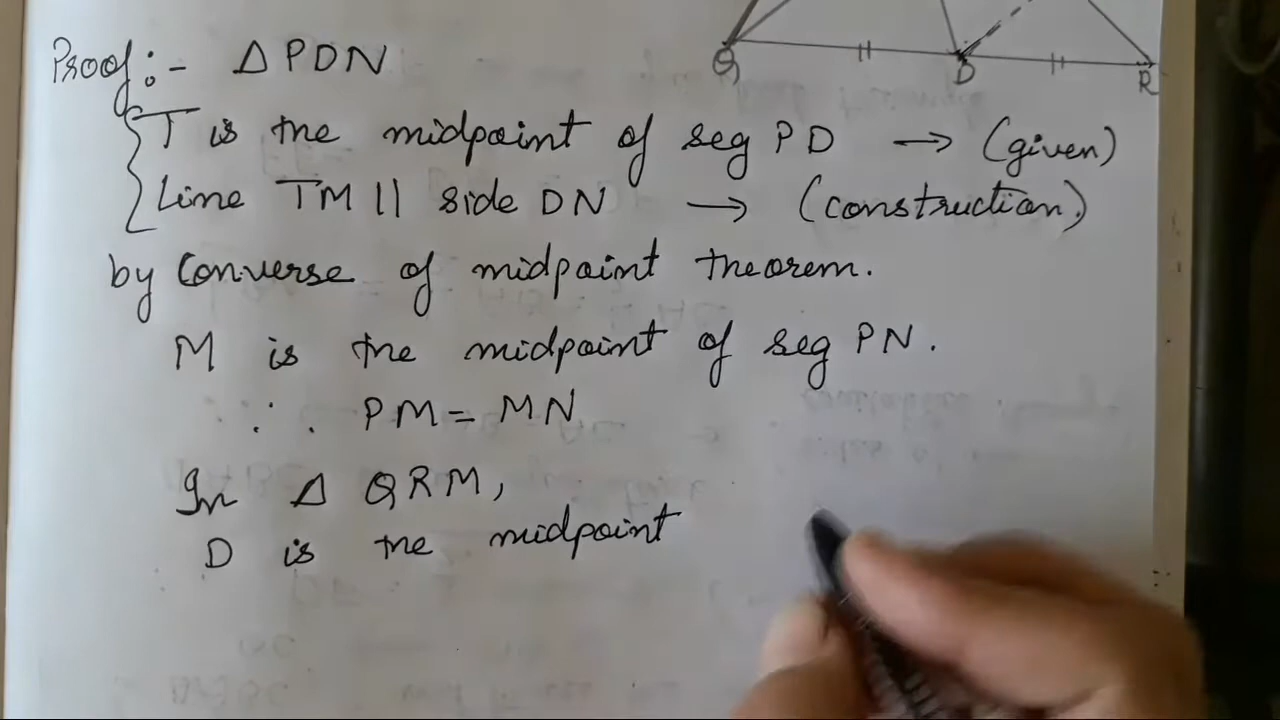 Q D R
Proof:- △PDN
T is the midpoint of seg PD → (given)
Line TM || side DN → (construction)
by Converse of midpoint theorem.
M is the midpoint of seg PN.
∴ PM = MN
In △ QRM,
D is the midpoint